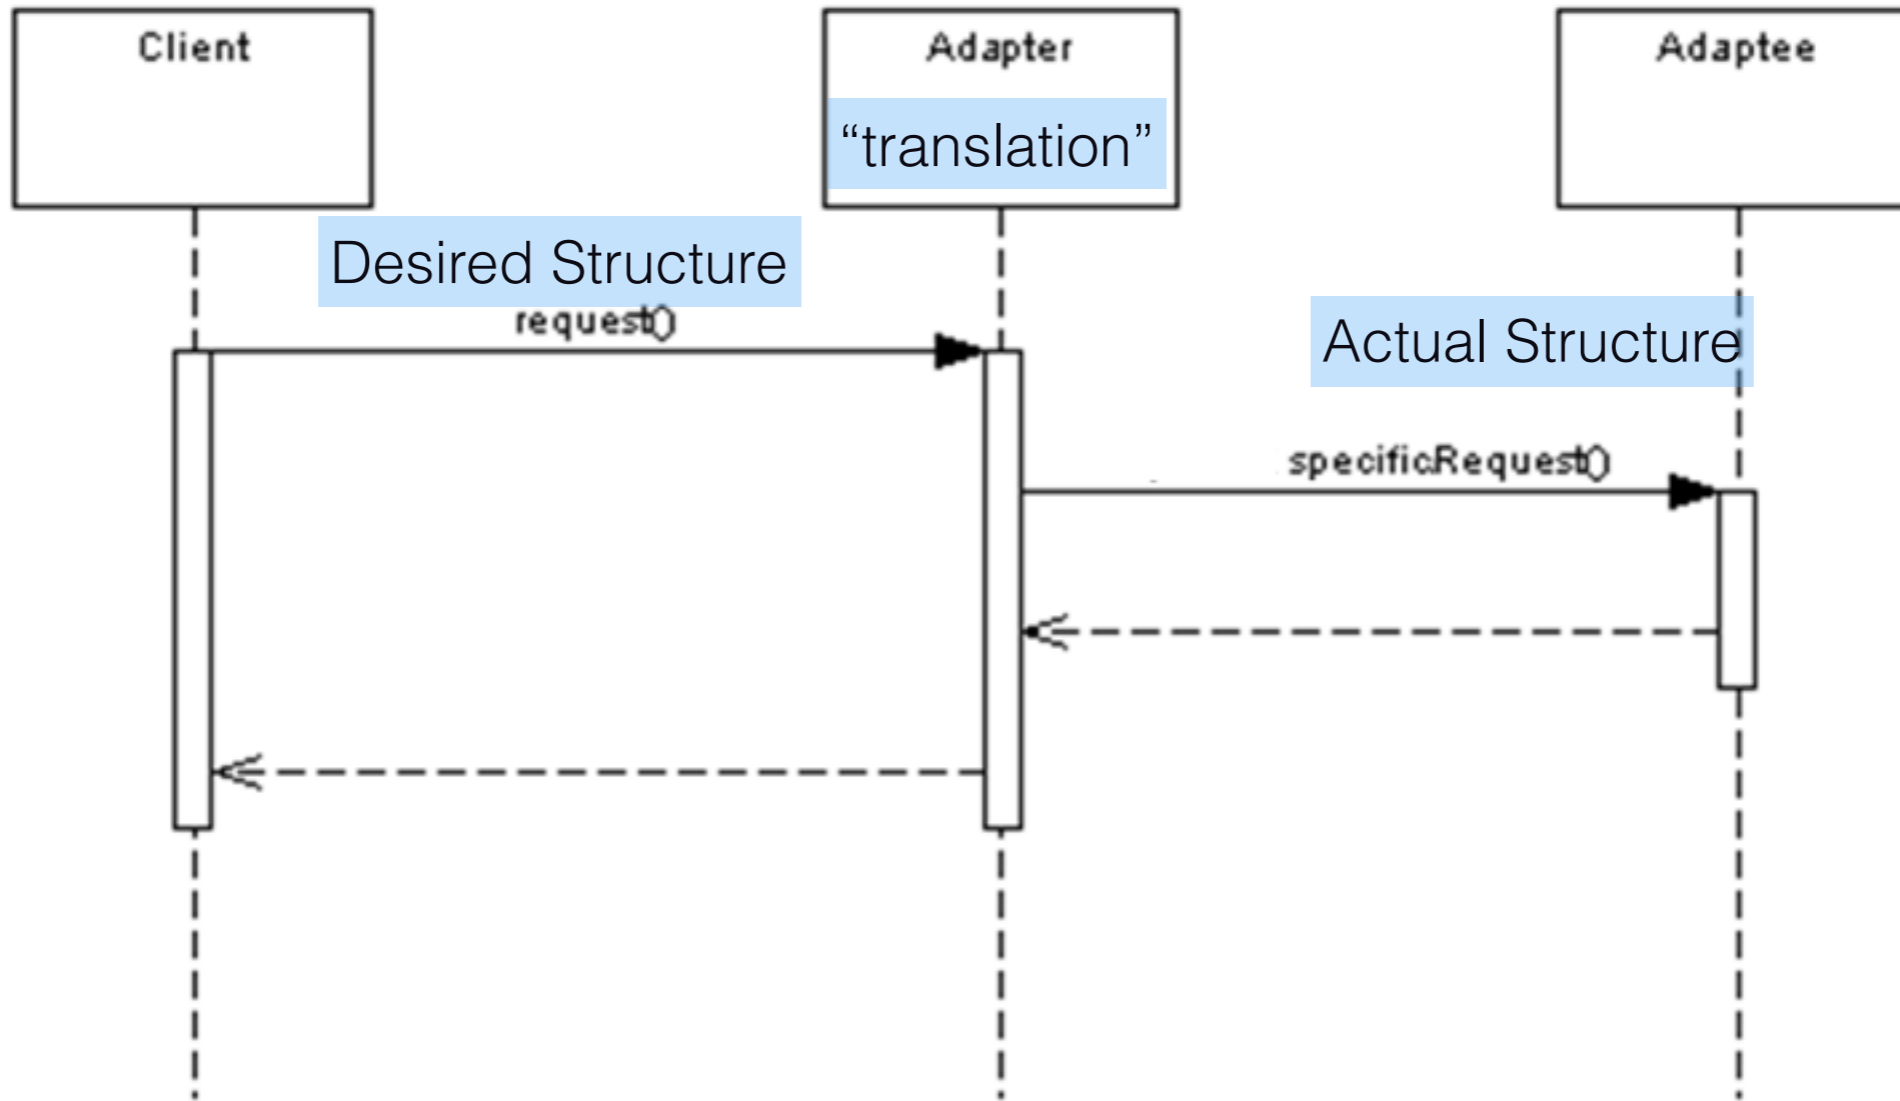 Client
Adapter
Adaptee
“translation”
Desired Structure
request()
Actual Structure
specificRequest()